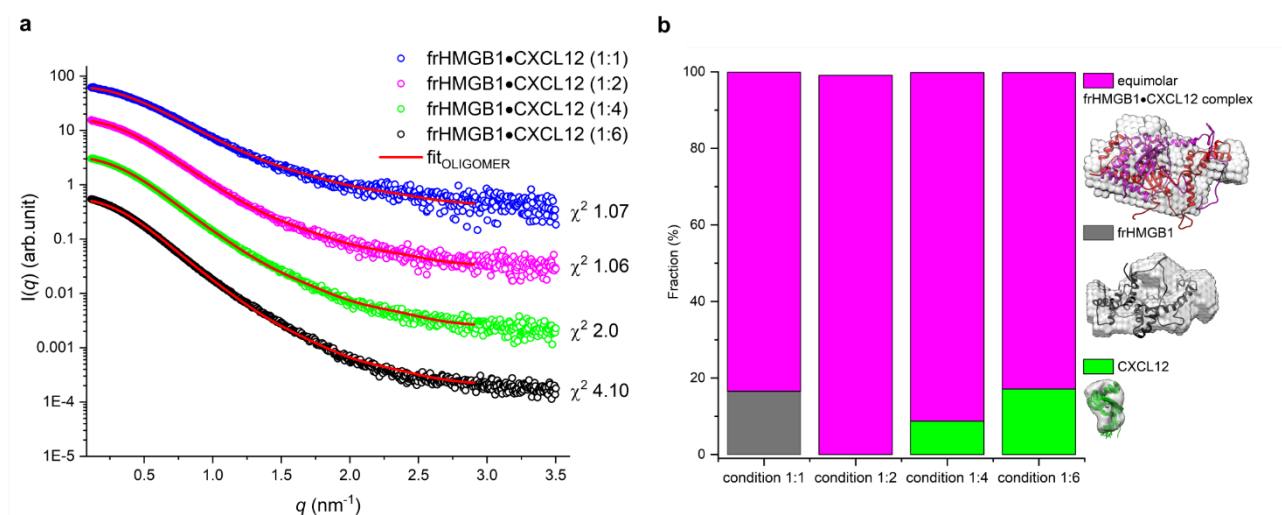 a
frHMGB1●CXCL12 (1:1)
frHMGB1●CXCL12 (1:2)
frHMGB1●CXCL12 (1:4)
frHMGB1●CXCL12 (1:6)
fitOLIGOMER
100
10
1
0.1
0.01
0.001
1E-4
1E-5
I(q) (arb.unit)
χ² 1.07
χ² 1.06
χ² 2.0
χ² 4.10
0.5
1.0
1.5
2.0
2.5
3.0
3.5
q (nm⁻¹)
b
100
80
60
40
20
0
Fraction (%)
condition 1:1
condition 1:2
condition 1:4
condition 1:6
equimolar
frHMGB1●CXCL12 complex
frHMGB1
CXCL12